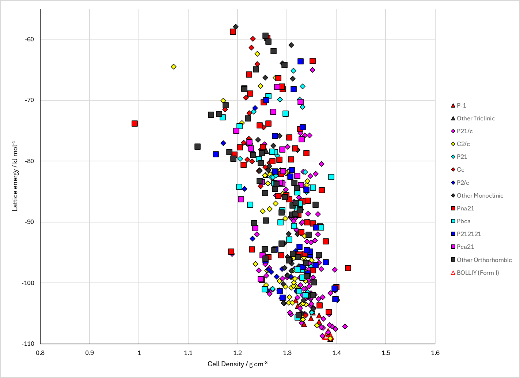 -60
-70
-80
-90
-100
-110
0.8
0.9
1
1.1
1.2
1.3
1.4
1.5
1.6
Lattice energy / kJ mol⁻¹
Cell Density / g cm⁻³
P-1
Other Triclinic
P21/c
C2/c
P21
Cc
P2/c
Other Monoclinic
Pna21
Pbca
P212121
Pca21
Other Orthorhombic
(Form I)